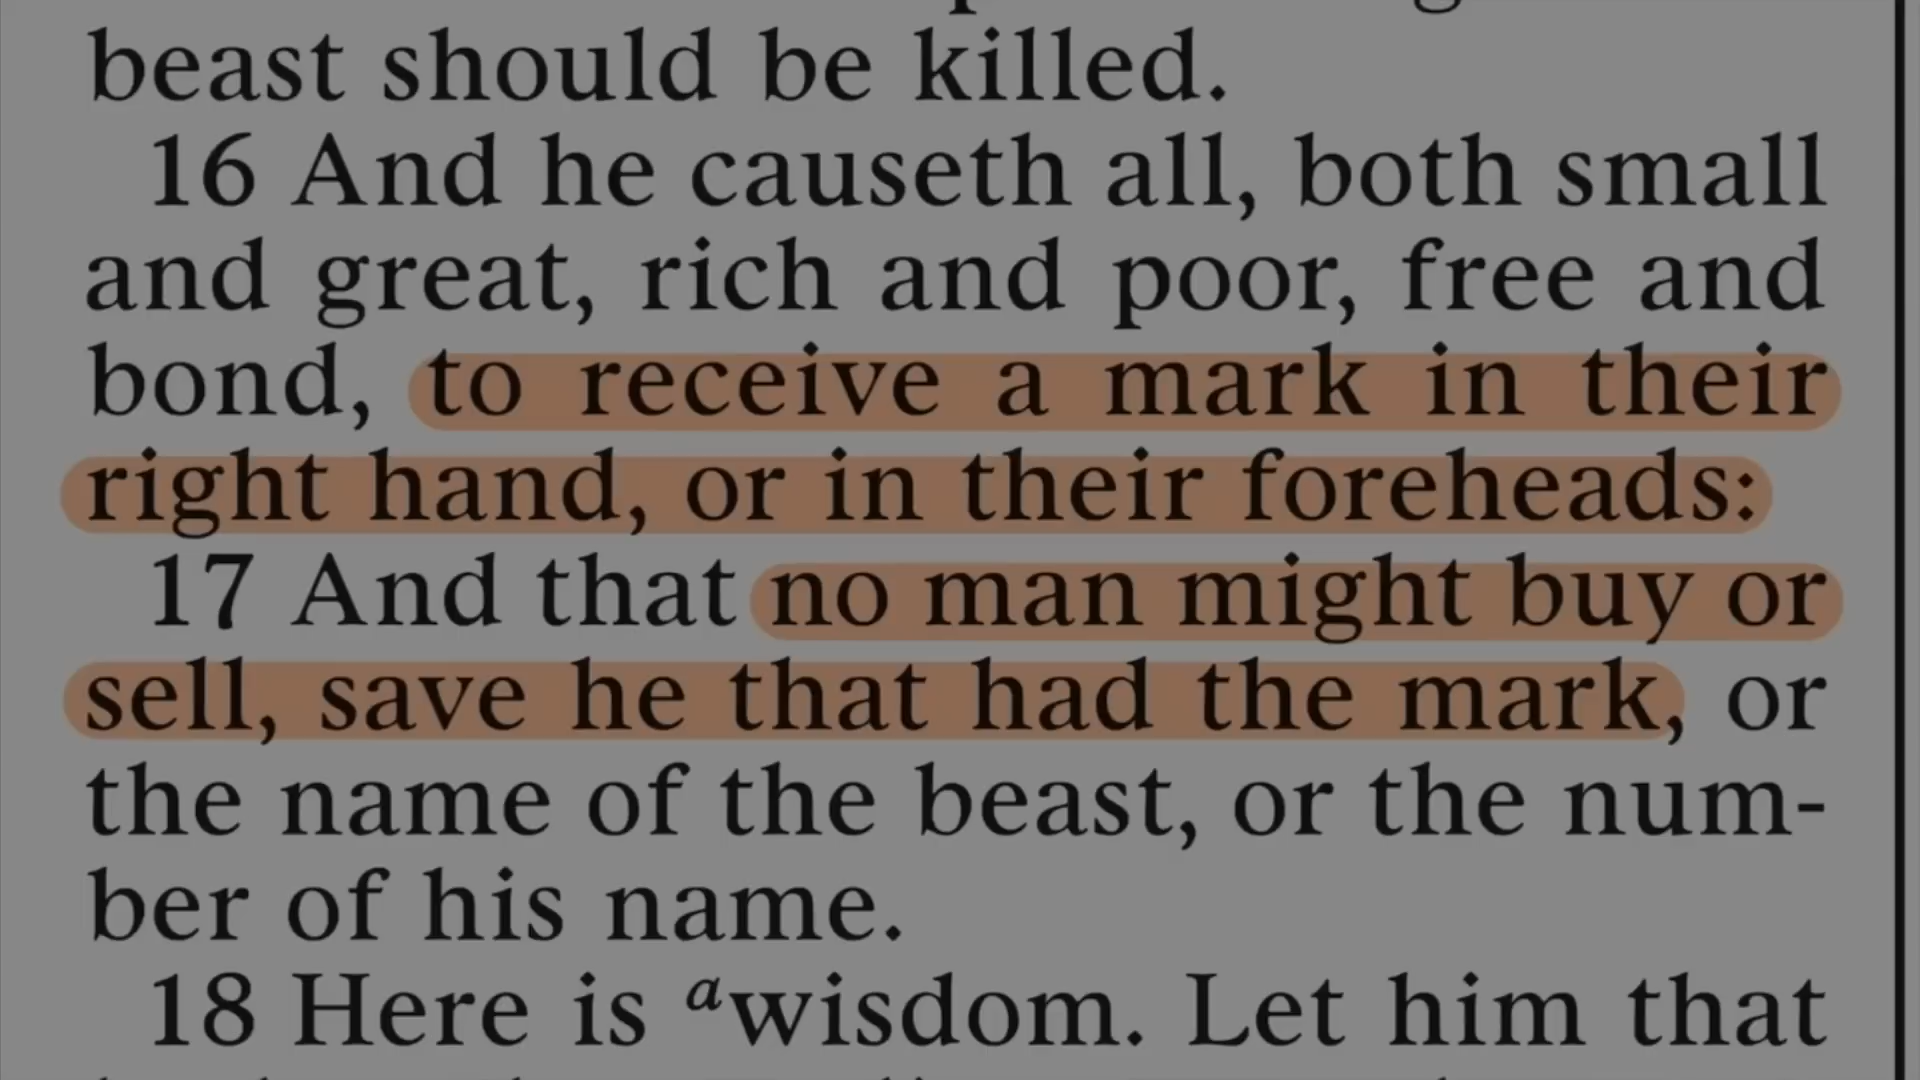 beast should be killed.
16 And he causeth all, both small
and great, rich and poor, free and
bond, to receive a mark in their
right hand, or in their foreheads:
17 And that no man might buy or
sell, save he that had the mark, or
the name of the beast, or the num-
ber of his name.
18 Here is ᵃwisdom. Let him that